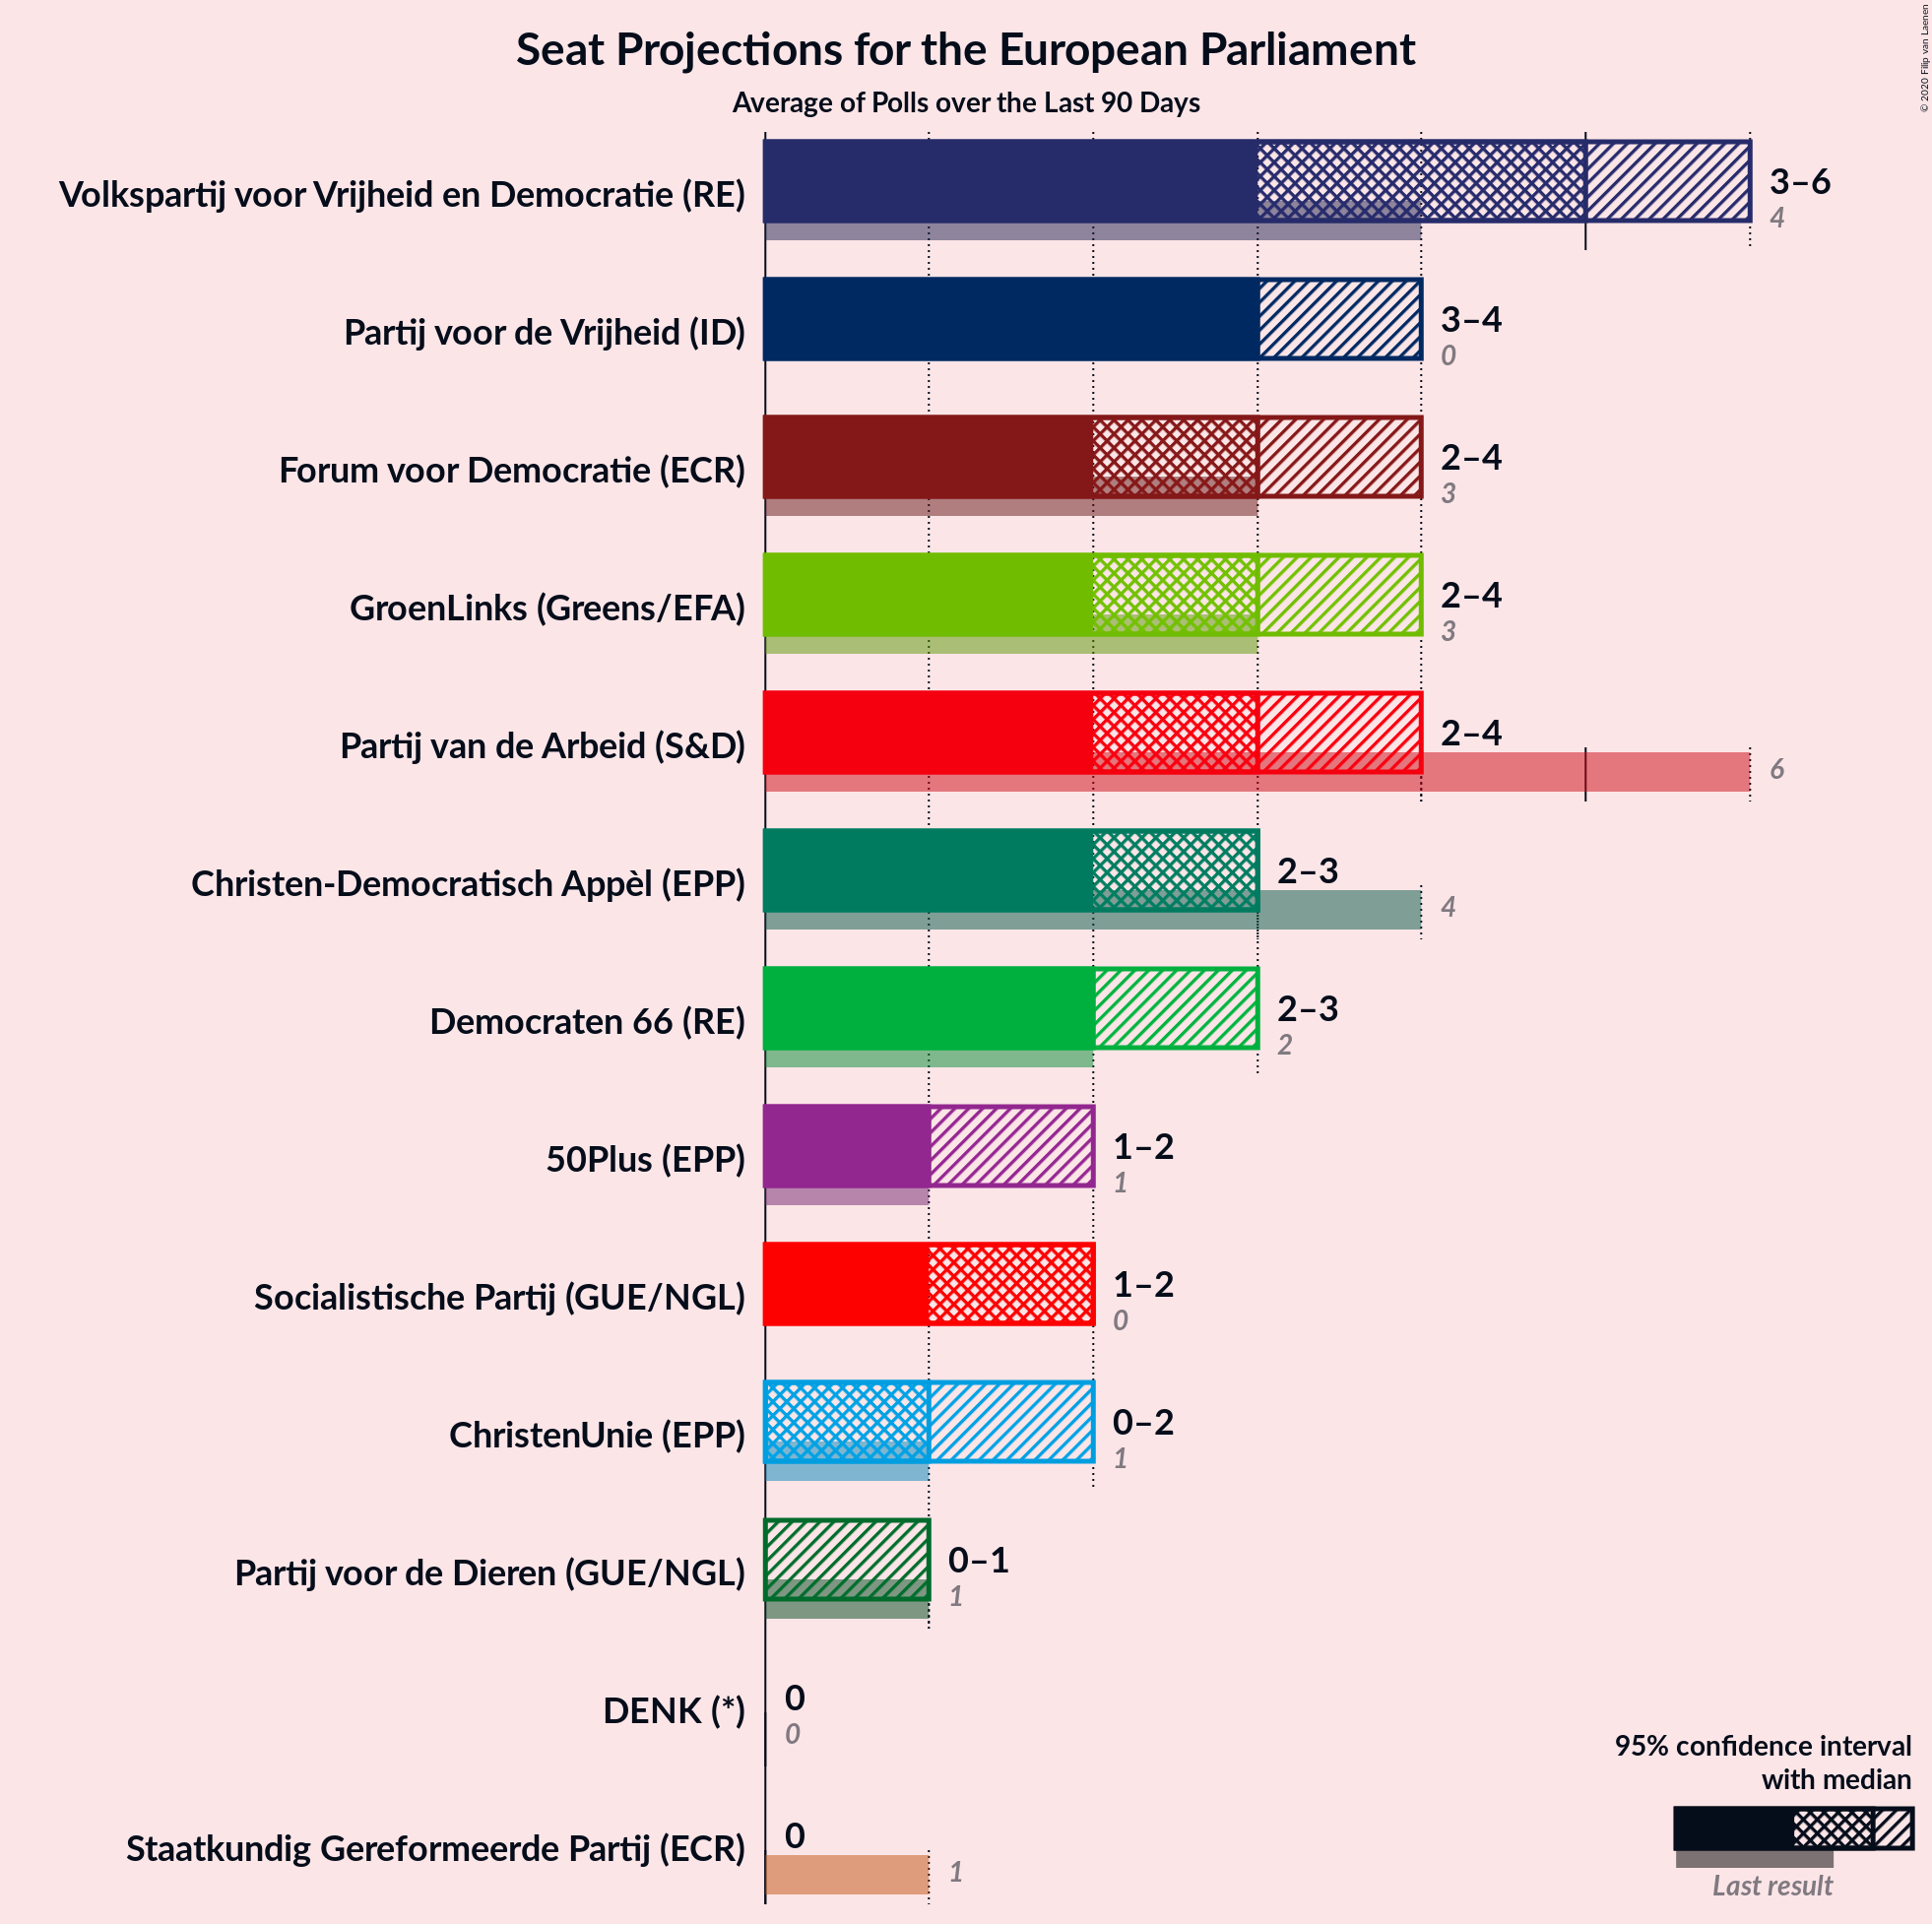 Seat Projections for the European Parliament
Average of Polls over the Last 90 Days
© 2020 Filip van Laenen
Volkspartij voor Vrijheid en Democratie (RE)
3–6
4
Partij voor de Vrijheid (ID)
3–4
0
Forum voor Democratie (ECR)
2–4
3
GroenLinks (Greens/EFA)
2–4
3
Partij van de Arbeid (S&D)
2–4
6
Christen-Democratisch Appèl (EPP)
2–3
4
Democraten 66 (RE)
2–3
2
50Plus (EPP)
1–2
1
Socialistische Partij (GUE/NGL)
1–2
0
ChristenUnie (EPP)
0–2
1
Partij voor de Dieren (GUE/NGL)
0–1
1
DENK (*)
0
0
Staatkundig Gereformeerde Partij (ECR)
0
1
95% confidence interval
with median
Last result